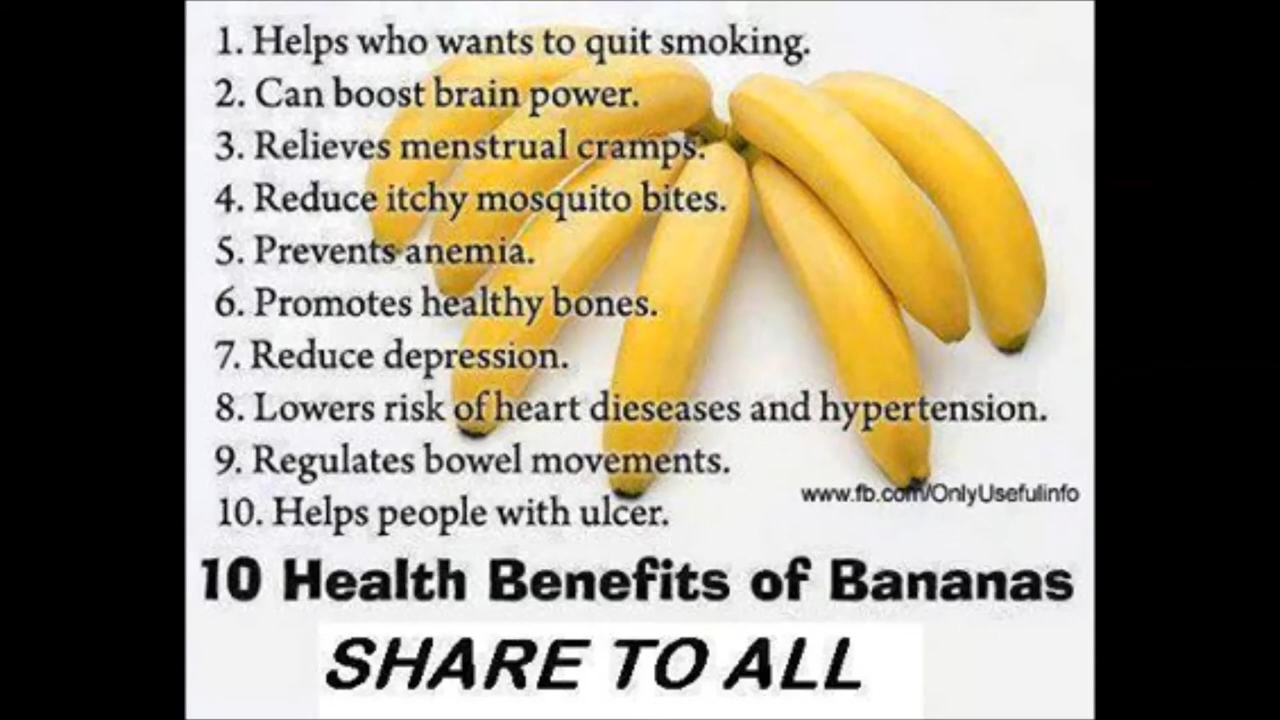 1. Helps who wants to quit smoking.
2. Can boost brain power.
3. Relieves menstrual cramps.
4. Reduce itchy mosquito bites.
5. Prevents anemia.
6. Promotes healthy bones.
7. Reduce depression.
8. Lowers risk of heart dieseases and hypertension.
9. Regulates bowel movements.
www.fb.com/OnlyUsefulinfo
10. Helps people with ulcer.
10 Health Benefits of Bananas
SHARE TO ALL